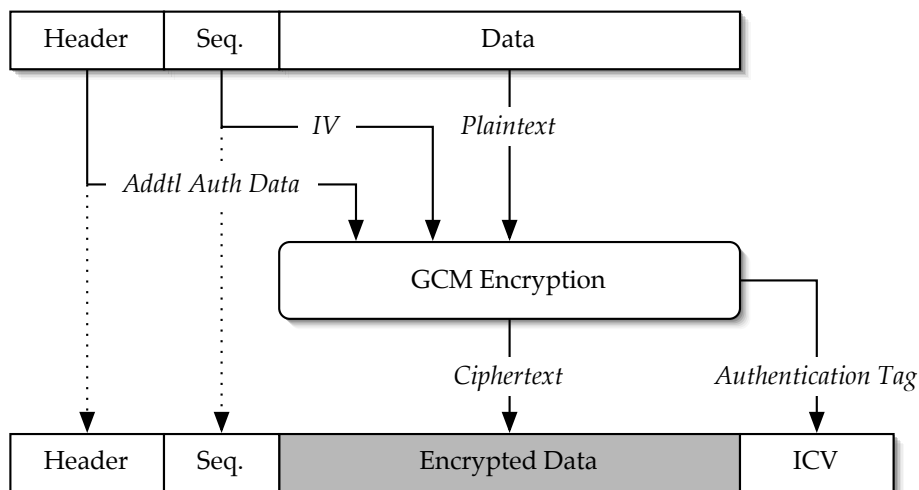 Header Seq. Data
IV Plaintext
Addtl Auth Data
GCM Encryption
Ciphertext Authentication Tag
Header Seq. Encrypted Data ICV